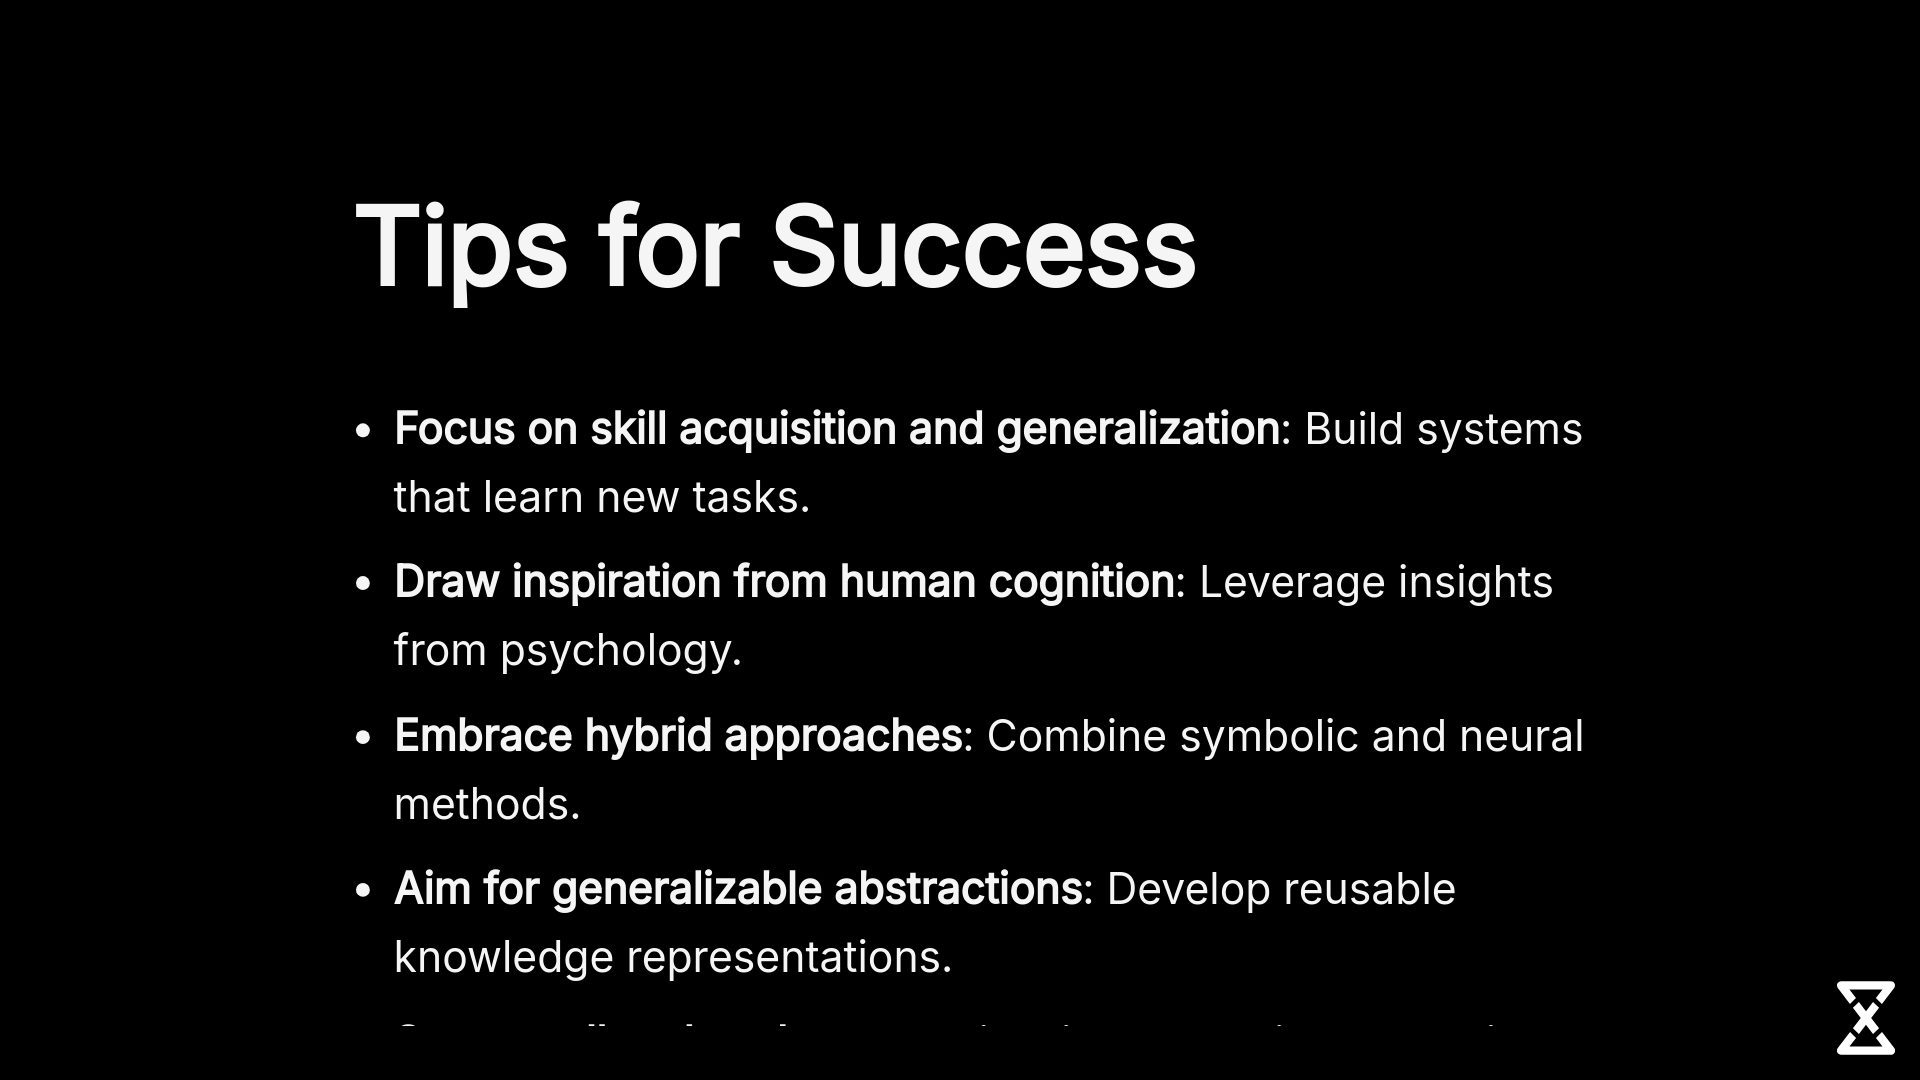 Tips for Success
• Focus on skill acquisition and generalization: Build systems
that learn new tasks.
• Draw inspiration from human cognition: Leverage insights
from psychology.
• Embrace hybrid approaches: Combine symbolic and neural
methods.
• Aim for generalizable abstractions: Develop reusable
knowledge representations.